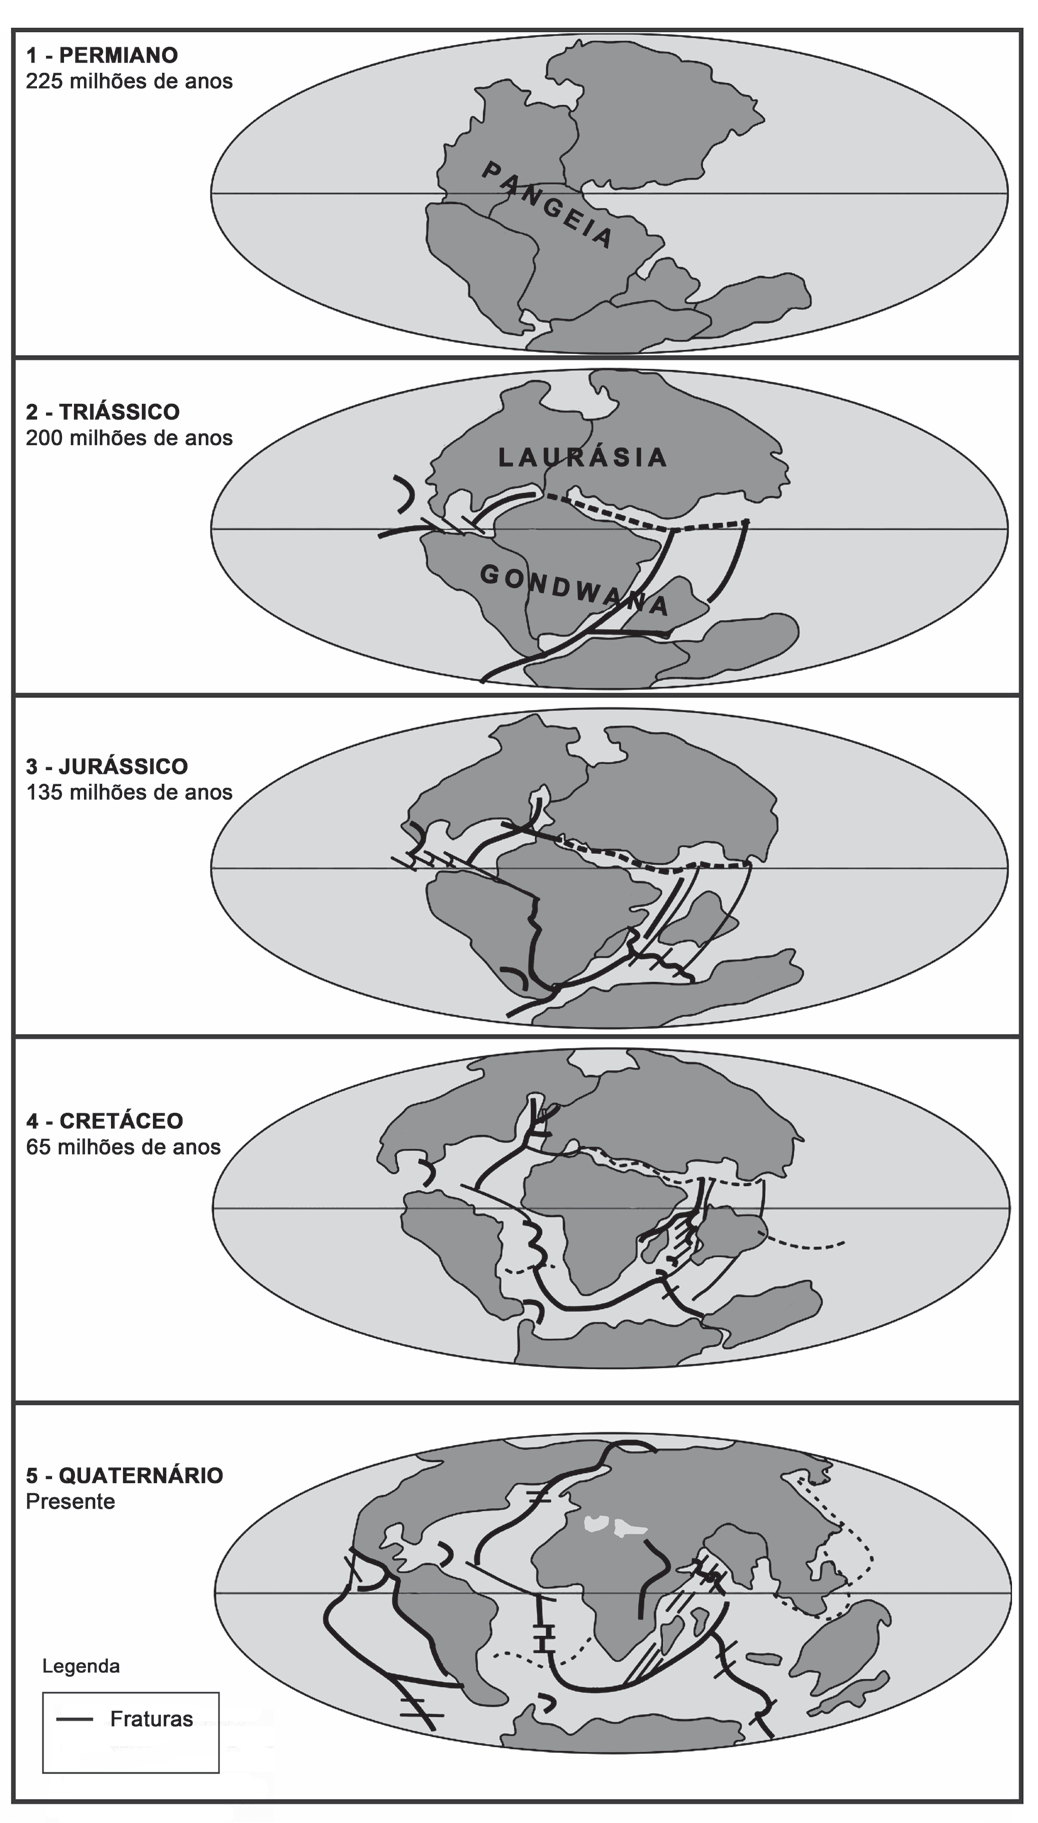 1 - PERMIANO
225 milhões de anos
PANGEIA
2 - TRIÁSSICO
200 milhões de anos
LAURÁSIA
GONDWANA
3 - JURÁSSICO
135 milhões de anos
4 - CRETÁCEO
65 milhões de anos
5 - QUATERNÁRIO
Presente
Legenda
Fraturas